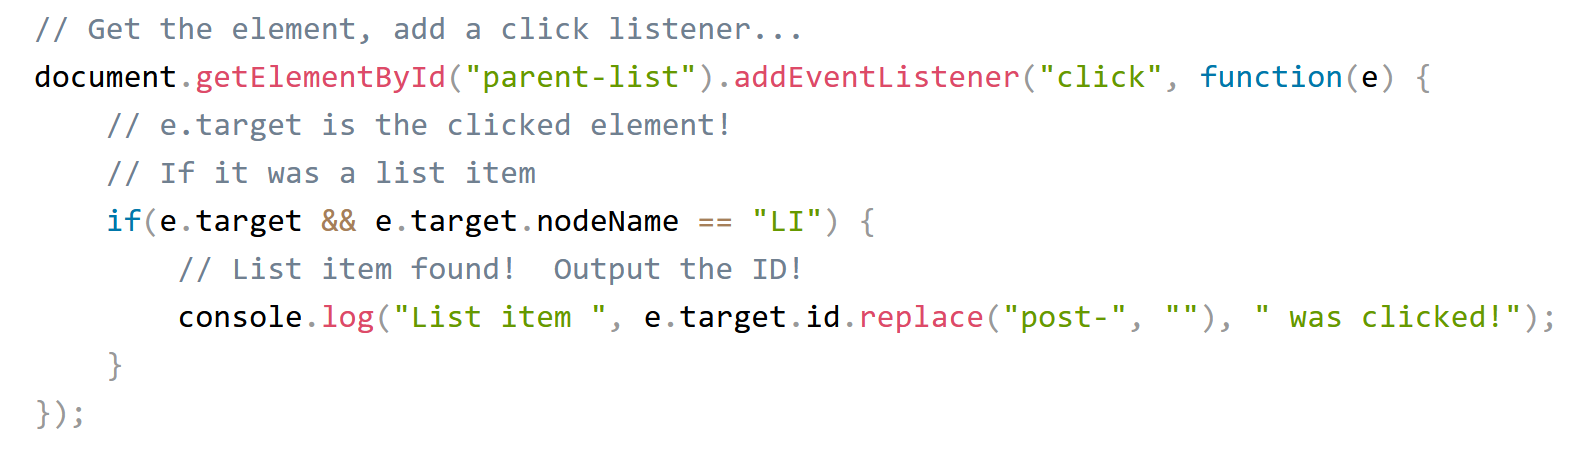 // Get the element, add a click listener...
document.getElementById("parent-list").addEventListener("click", function(e) {
    // e.target is the clicked element!
    // If it was a list item
    if(e.target && e.target.nodeName == "LI") {
        // List item found!  Output the ID!
        console.log("List item ", e.target.id.replace("post-", ""), " was clicked!");
    }
});